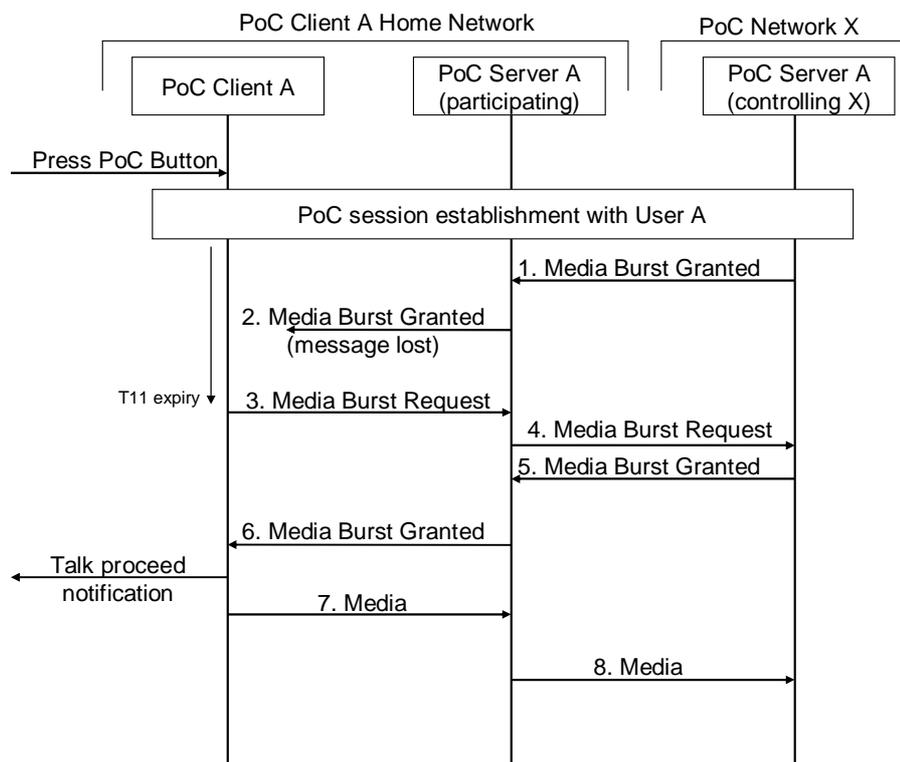 PoC Client A Home Network
PoC Network X
PoC Client A
PoC Server A
(participating)
PoC Server A
(controlling X)
Press PoC Button
PoC session establishment with User A
1. Media Burst Granted
2. Media Burst Granted
(message lost)
T11 expiry
3. Media Burst Request
4. Media Burst Request
5. Media Burst Granted
6. Media Burst Granted
Talk proceed
notification
7. Media
8. Media